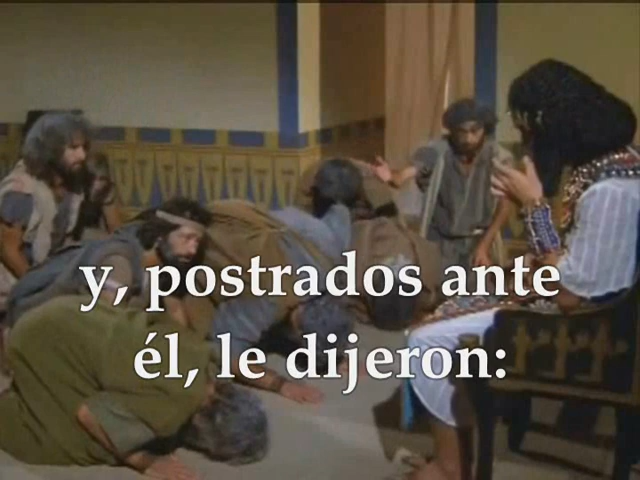 y, postrados ante
él, le dijeron: